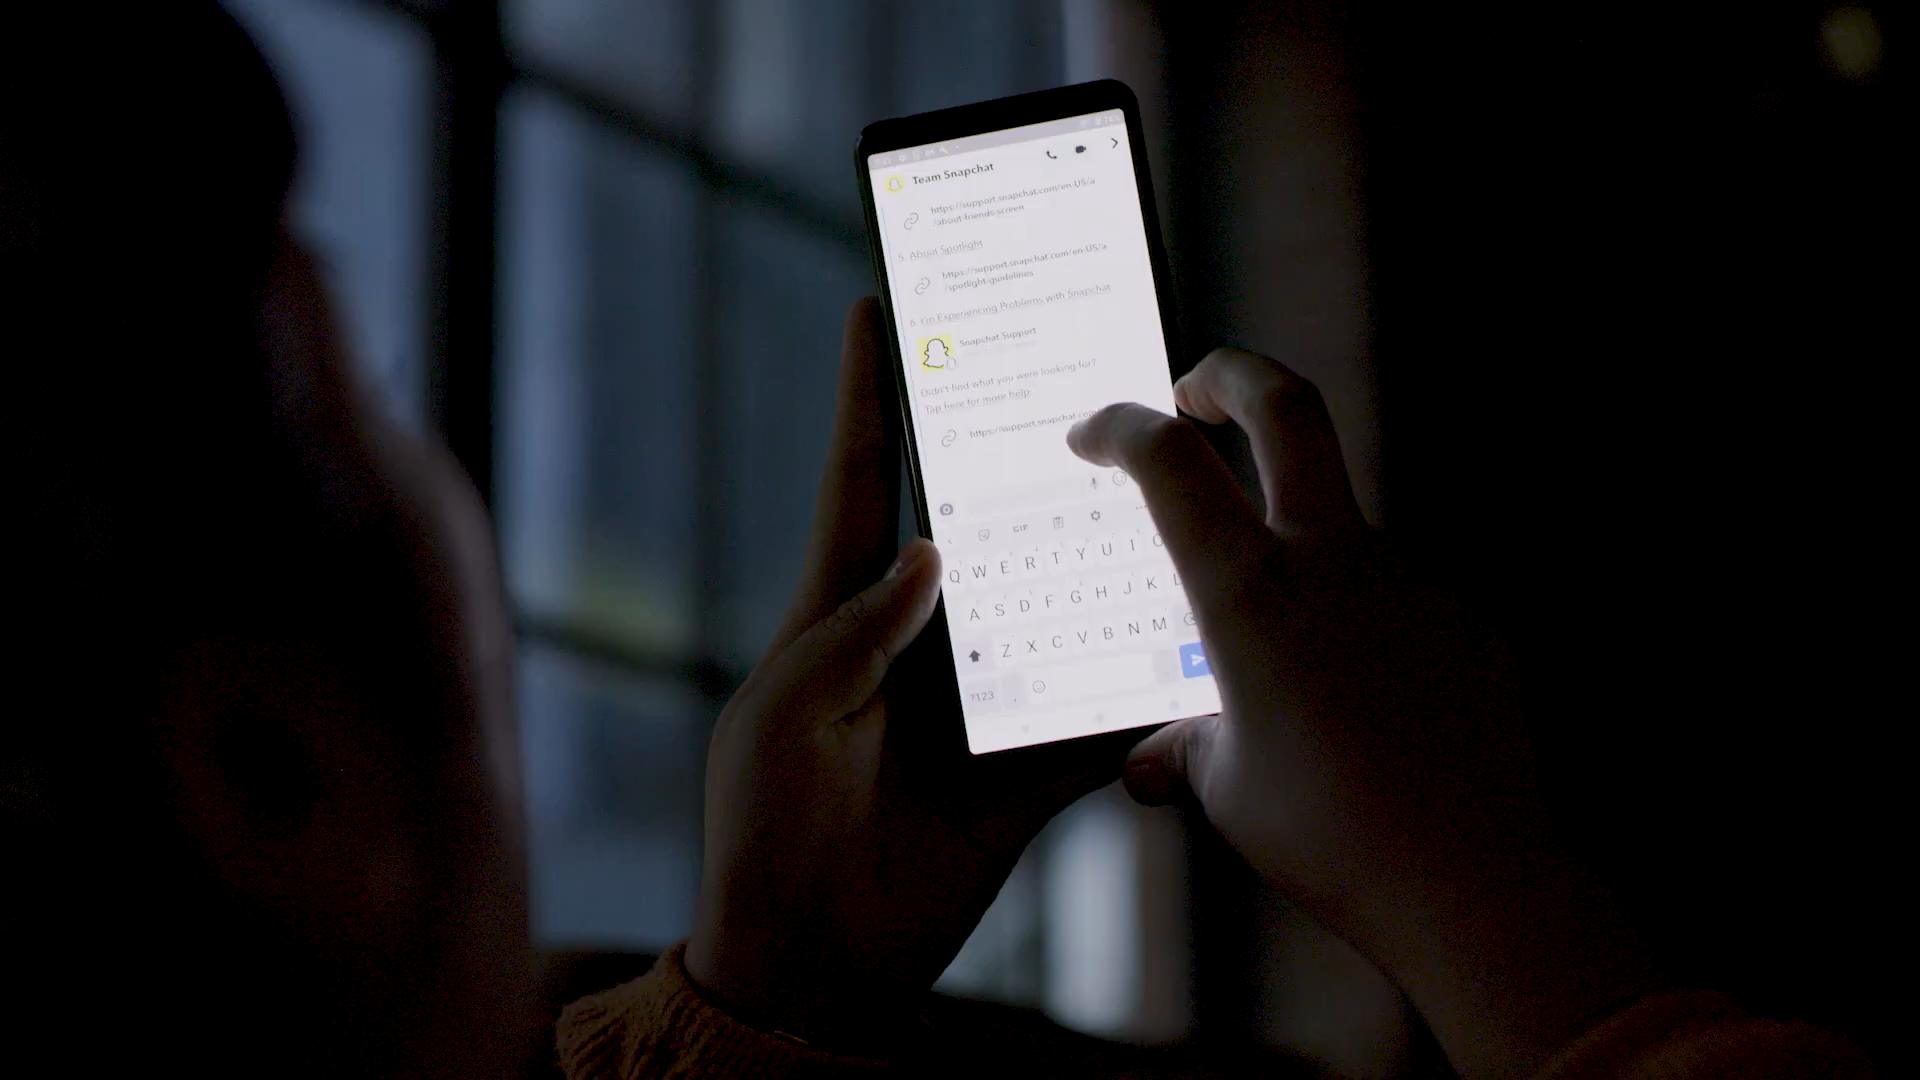 74%
Team Snapchat
https://support.snapchat.com/en-US/a
/about-friends-screen
5. About Spotlight
https://support.snapchat.com/en-US/a
/spotlight-guidelines
6. I'm Experiencing Problems with Snapchat
Snapchat Support
Didn't find what you were looking for?
Tap here for more help.
https://support.snapchat.com
GIF
Q W E R T Y U I O
A S D F G H J K L
Z X C V B N M
?123 ,